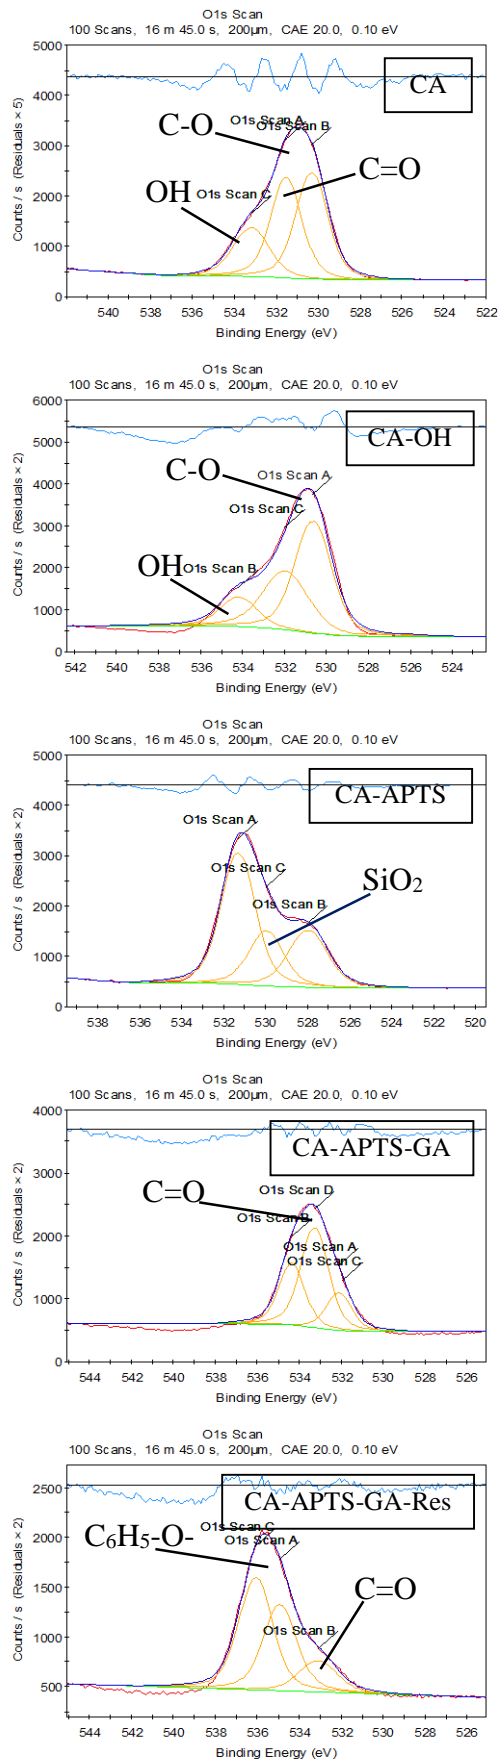 O1s Scan
100 Scans, 16 m 45.0 s, 200µm, CAE 20.0, 0.10 eV
CA
C-O
O1s Scan A
O1s Scan B
C=O
OH
O1s Scan C
Counts / s (Residuals × 5)
5000
4000
3000
2000
1000
0
540 538 536 534 532 530 528 526 524 522
Binding Energy (eV)
O1s Scan
100 Scans, 16 m 45.0 s, 200µm, CAE 20.0, 0.10 eV
CA-OH
C-O
O1s Scan A
O1s Scan C
OH
O1s Scan B
Counts / s (Residuals × 2)
6000
5000
4000
3000
2000
1000
0
542 540 538 536 534 532 530 528 526 524
Binding Energy (eV)
O1s Scan
100 Scans, 16 m 45.0 s, 200µm, CAE 20.0, 0.10 eV
CA-APTS
O1s Scan A
O1s Scan C
SiO2
O1s Scan B
Counts / s (Residuals × 2)
5000
4000
3000
2000
1000
0
538 536 534 532 530 528 526 524 522 520
Binding Energy (eV)
O1s Scan
100 Scans, 16 m 45.0 s, 200µm, CAE 20.0, 0.10 eV
CA-APTS-GA
C=O
O1s Scan D
O1s Scan B
O1s Scan A
O1s Scan C
Counts / s (Residuals × 2)
4000
3000
2000
1000
0
544 542 540 538 536 534 532 530 528 526
Binding Energy (eV)
O1s Scan
100 Scans, 16 m 45.0 s, 200µm, CAE 20.0, 0.10 eV
CA-APTS-GA-Res
C6H5-O-
O1s Scan C
O1s Scan A
C=O
O1s Scan B
Counts / s (Residuals × 2)
2500
2000
1500
1000
500
544 542 540 538 536 534 532 530 528 526
Binding Energy (eV)